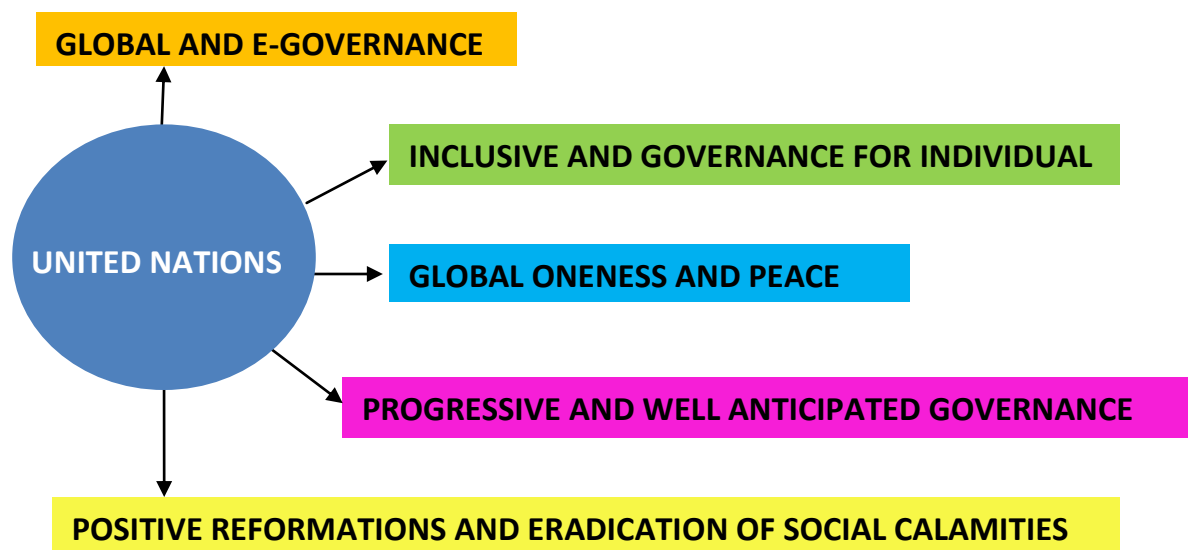 GLOBAL AND E-GOVERNANCE
INCLUSIVE AND GOVERNANCE FOR INDIVIDUAL
UNITED NATIONS
GLOBAL ONENESS AND PEACE
PROGRESSIVE AND WELL ANTICIPATED GOVERNANCE
POSITIVE REFORMATIONS AND ERADICATION OF SOCIAL CALAMITIES